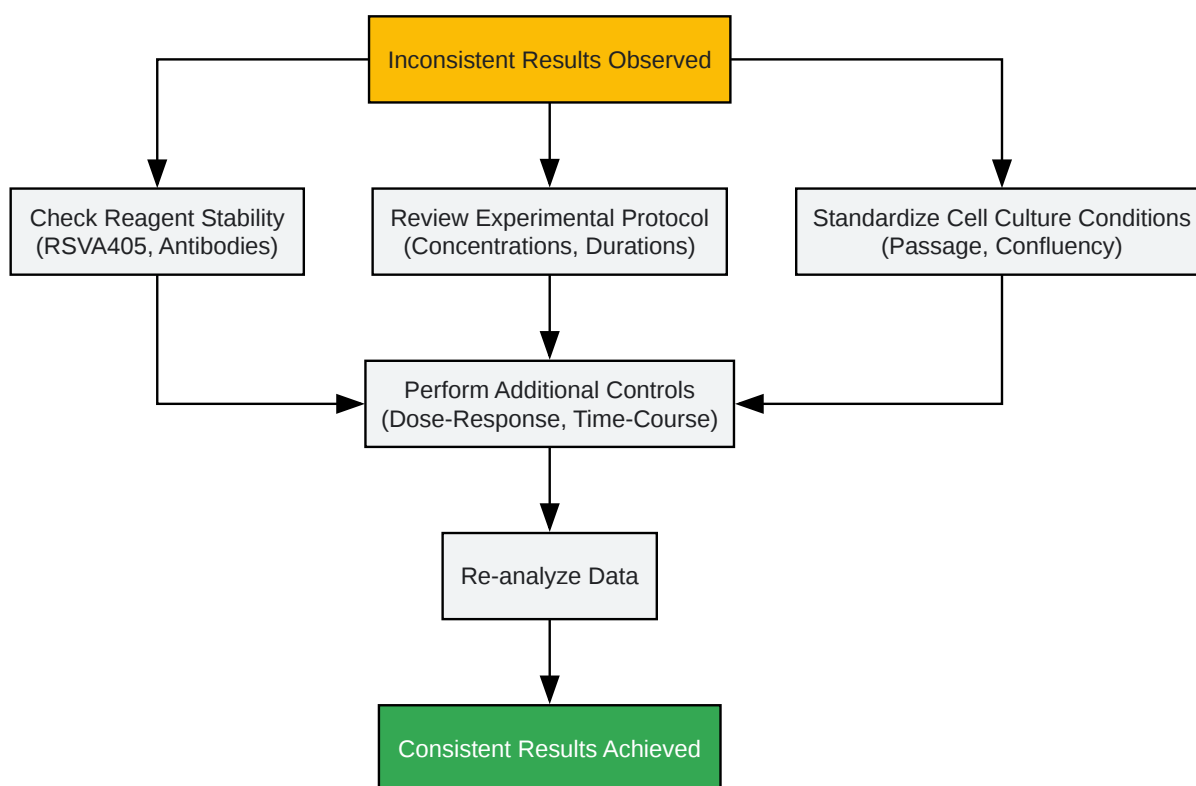 Inconsistent Results Observed
Check Reagent Stability
(RSVA405, Antibodies)
Review Experimental Protocol
(Concentrations, Durations)
Standardize Cell Culture Conditions
(Passage, Confluency)
Perform Additional Controls
(Dose-Response, Time-Course)
Re-analyze Data
Consistent Results Achieved